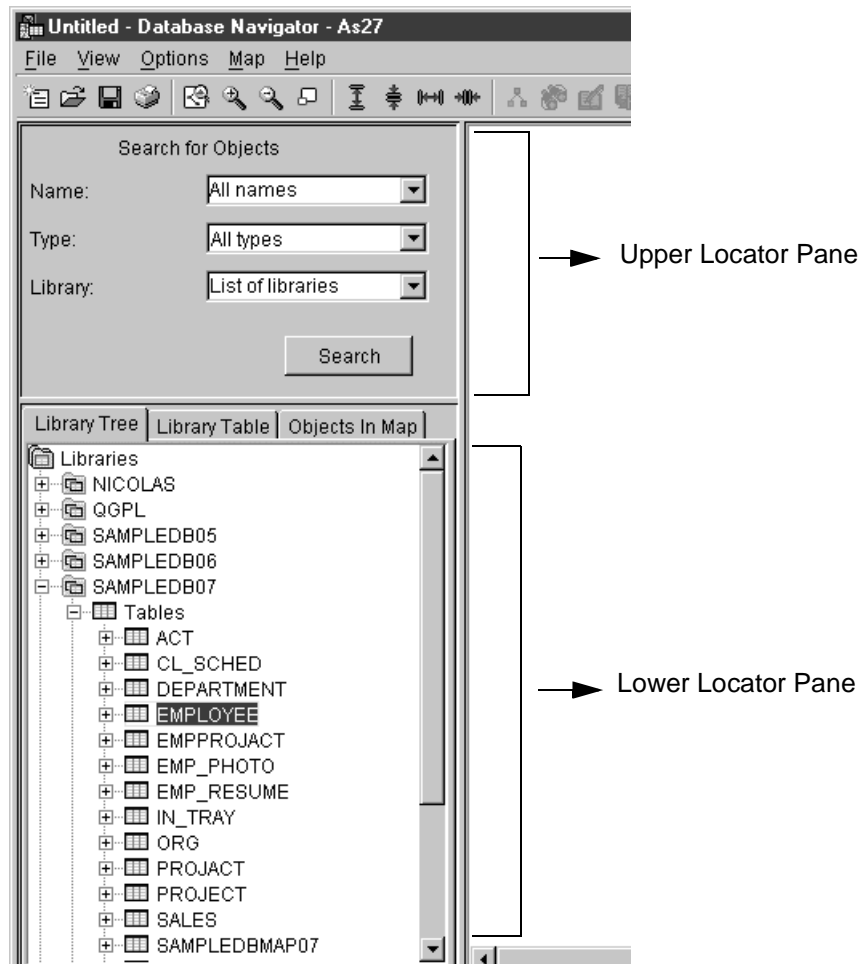 Untitled - Database Navigator - As27
File View Options Map Help
Search for Objects
Name: All names
Type: All types
Library: List of libraries
Search
Upper Locator Pane
Library Tree Library Table Objects In Map
Libraries
NICOLAS
QGPL
SAMPLEDB05
SAMPLEDB06
SAMPLEDB07
Tables
ACT
CL_SCHED
DEPARTMENT
EMPLOYEE
EMPPROJACT
EMP_PHOTO
EMP_RESUME
IN_TRAY
ORG
PROJACT
PROJECT
SALES
SAMPLEDBMAP07
Lower Locator Pane